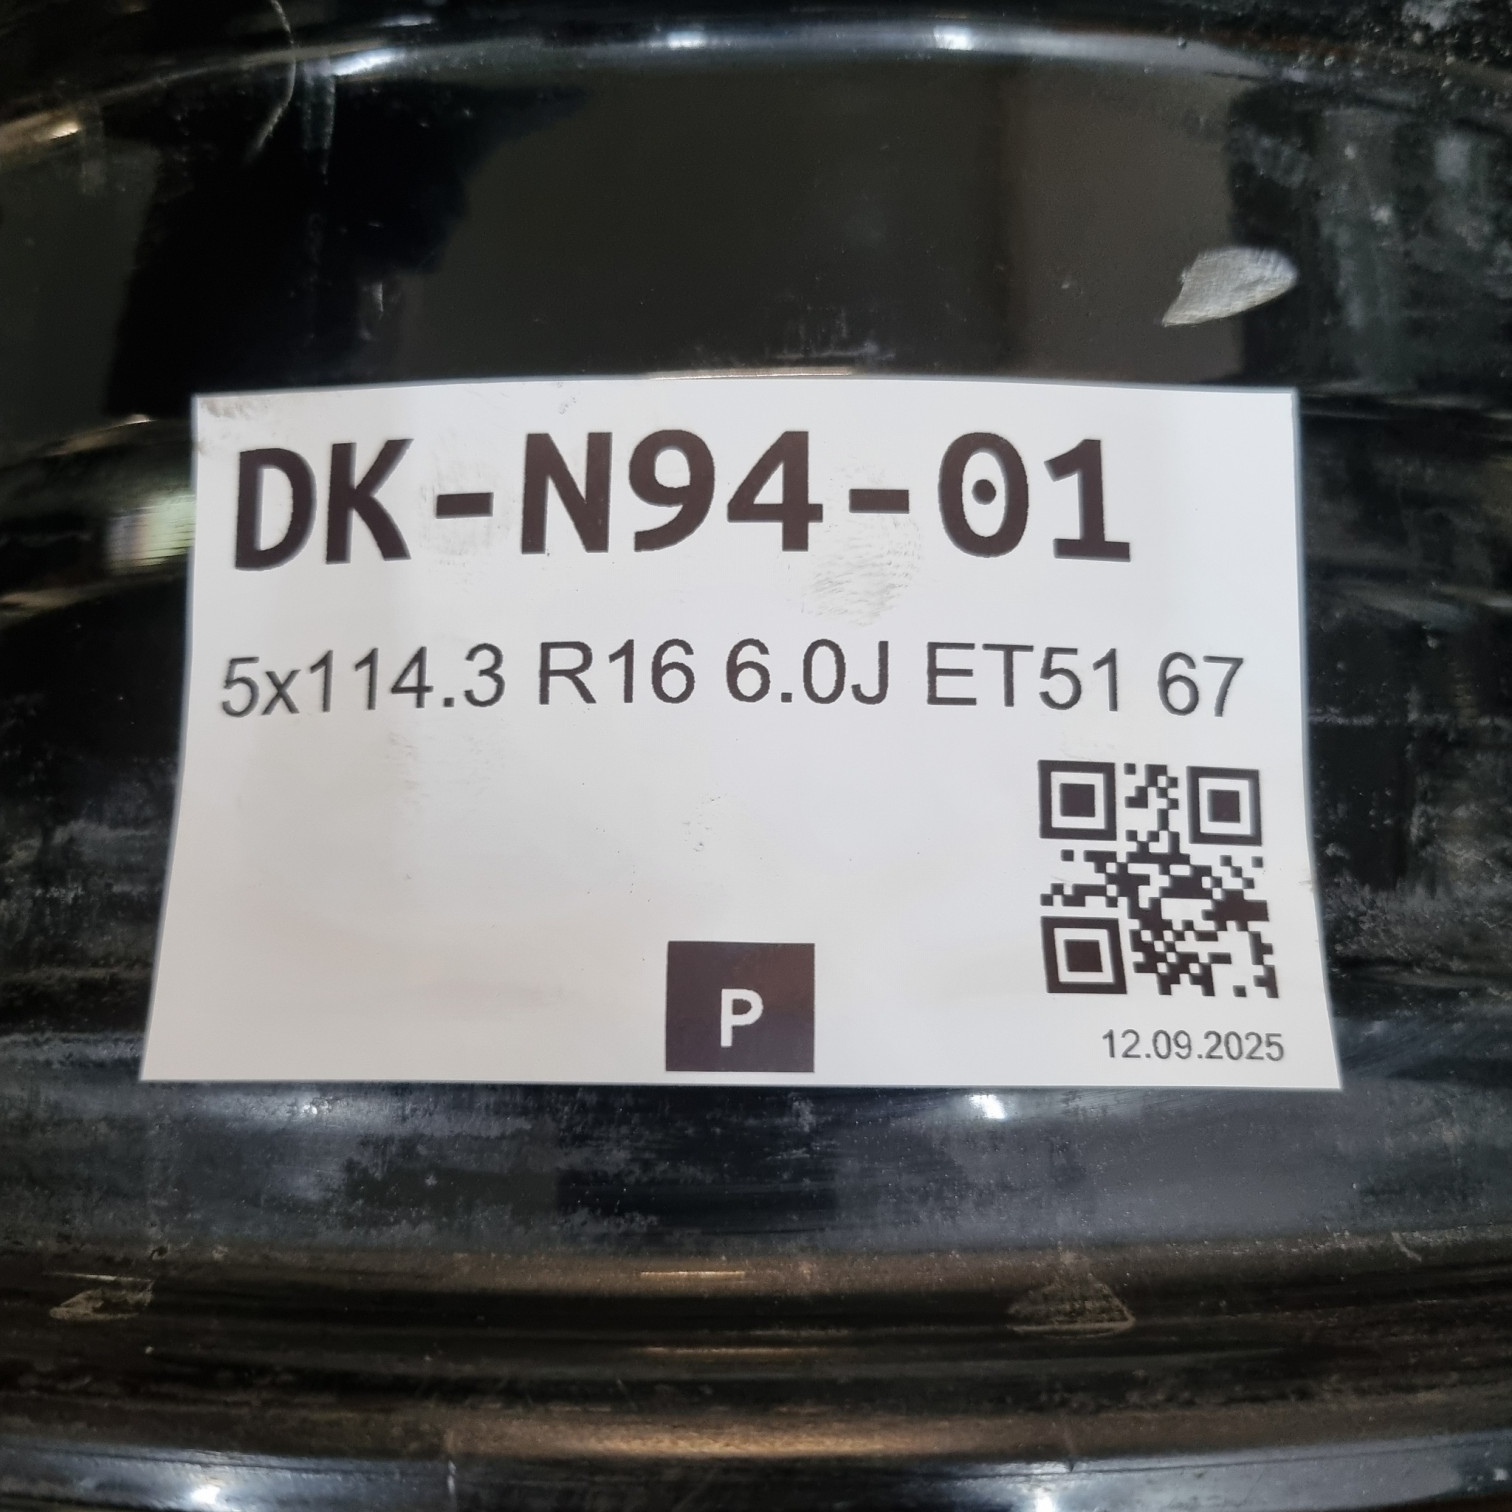 DK-N94-01
5x114.3 R16 6.0J ET51 67
P
12.09.2025